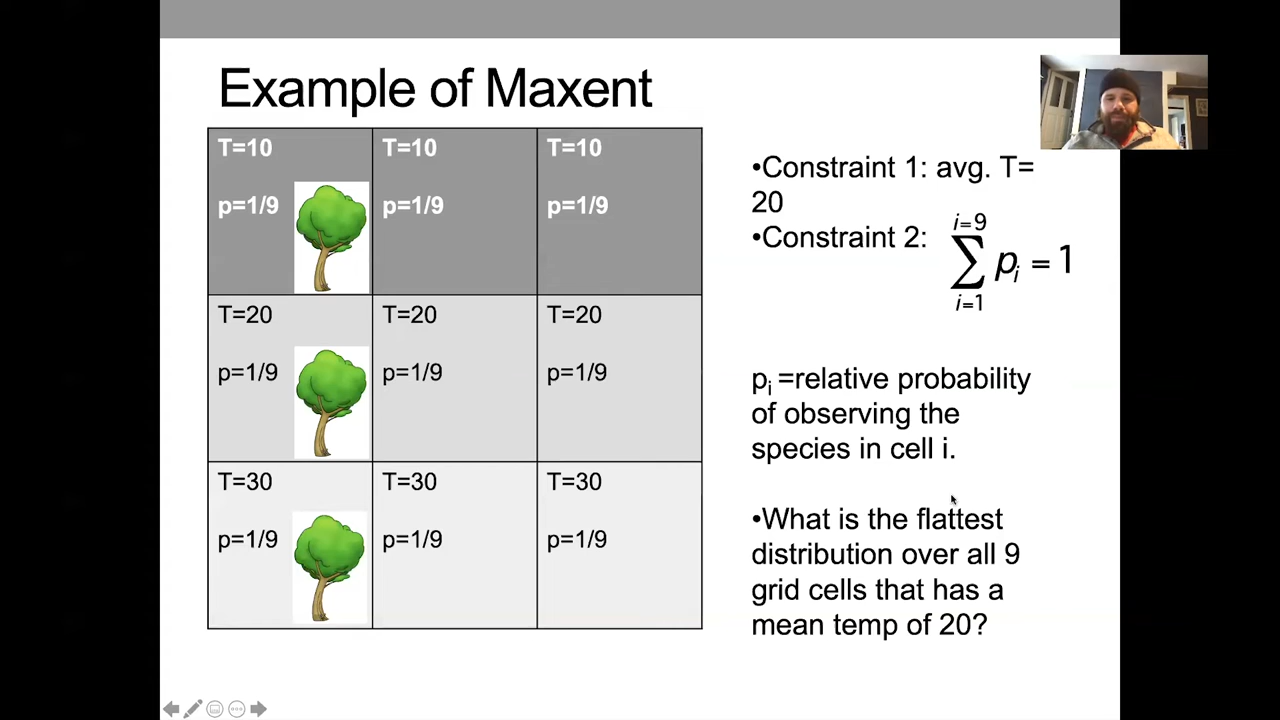 Example of Maxent
T=10
p=1/9
T=10
p=1/9
T=10
p=1/9
T=20
p=1/9
T=20
p=1/9
T=20
p=1/9
T=30
p=1/9
T=30
p=1/9
T=30
p=1/9
•Constraint 1: avg. T=
20
•Constraint 2:
i=9
∑ pᵢ = 1
i=1
pᵢ =relative probability
of observing the
species in cell i.
•What is the flattest
distribution over all 9
grid cells that has a
mean temp of 20?